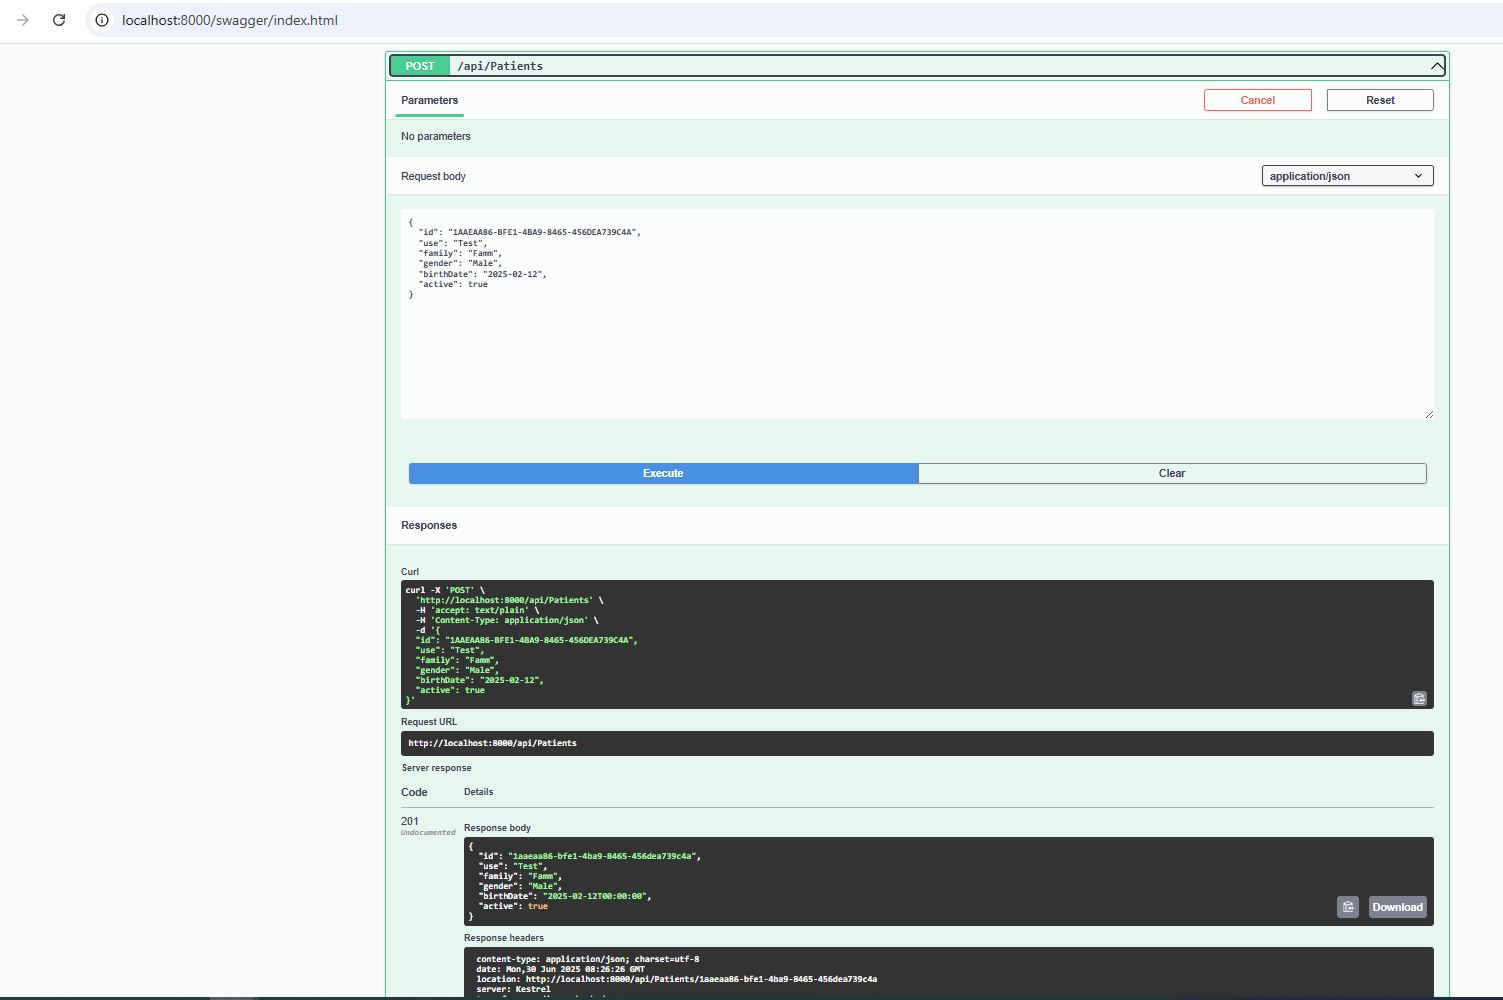 localhost:8000/swagger/index.html
POST /api/Patients
Parameters
Cancel
Reset
No parameters
Request body
application/json
{
  "id": "1AAEAA86-BFE1-4BA9-8465-456DEA739C4A",
  "use": "Test",
  "family": "Famm",
  "gender": "Male",
  "birthDate": "2025-02-12",
  "active": true
}
Execute
Clear
Responses
Curl
curl -X 'POST' \
  'http://localhost:8000/api/Patients' \
  -H 'accept: text/plain' \
  -H 'Content-Type: application/json' \
  -d '{
  "id": "1AAEAA86-BFE1-4BA9-8465-456DEA739C4A",
  "use": "Test",
  "family": "Famm",
  "gender": "Male",
  "birthDate": "2025-02-12",
  "active": true
}'
Request URL
http://localhost:8000/api/Patients
Server response
Code Details
201
Undocumented
Response body
{
  "id": "1aaeaa86-bfe1-4ba9-8465-456dea739c4a",
  "use": "Test",
  "family": "Famm",
  "gender": "Male",
  "birthDate": "2025-02-12T00:00:00",
  "active": true
}
Download
Response headers
content-type: application/json; charset=utf-8
date: Mon,30 Jun 2025 08:26:26 GMT
location: http://localhost:8000/api/Patients/1aaeaa86-bfe1-4ba9-8465-456dea739c4a
server: Kestrel